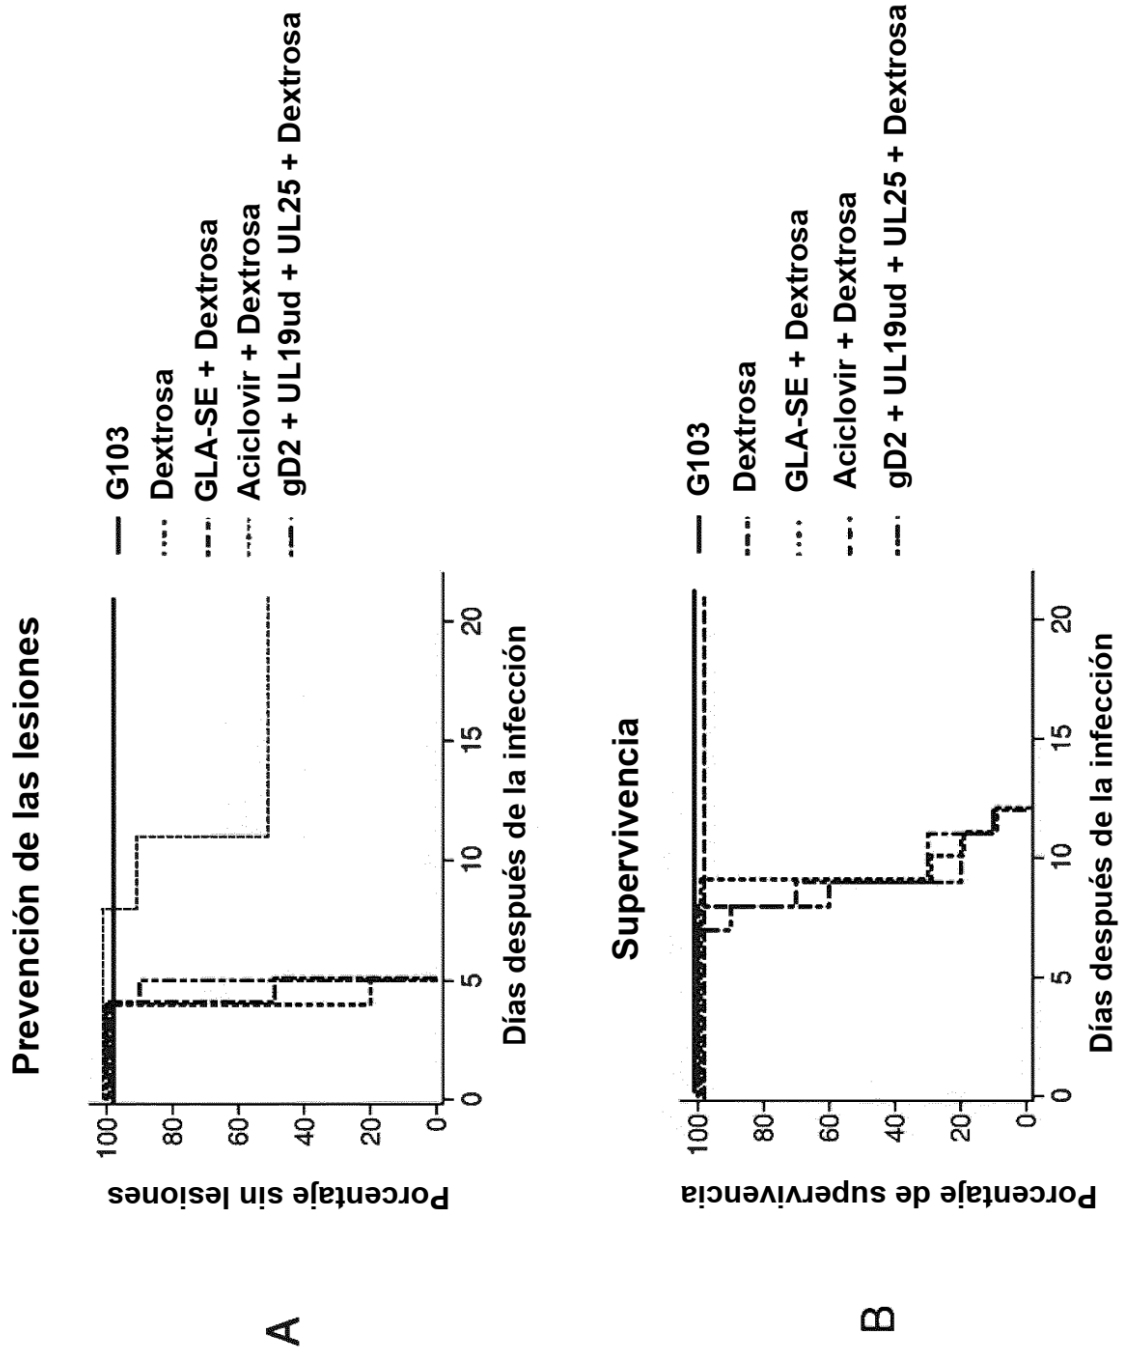 A
Prevención de las lesiones
Porcentaje sin lesiones
100
80
60
40
20
0
0
5
10
15
20
Días después de la infección
G103
Dextrosa
GLA-SE + Dextrosa
Aciclovir + Dextrosa
gD2 + UL19ud + UL25 + Dextrosa
B
Supervivencia
Porcentaje de supervivencia
100
80
60
40
20
0
0
5
10
15
20
Días después de la infección
G103
Dextrosa
GLA-SE + Dextrosa
Aciclovir + Dextrosa
gD2 + UL19ud + UL25 + Dextrosa